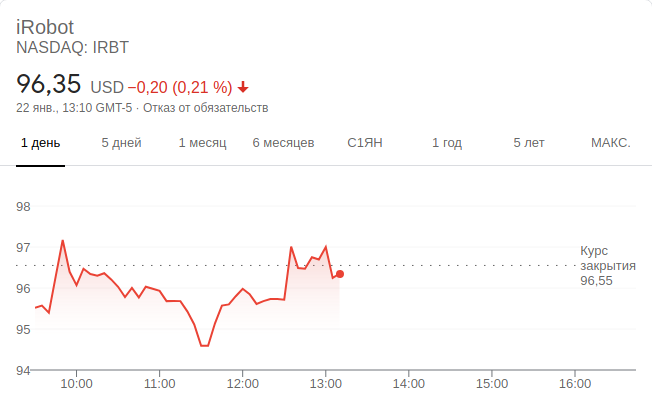 iRobot
NASDAQ: IRBT
96,35 USD −0,20 (0,21 %)
22 янв., 13:10 GMT-5 · Отказ от обязательств
1 день 5 дней 1 месяц 6 месяцев С1ЯН 1 год 5 лет МАКС.
98
97
Курс
закрытия
96,55
96
95
94
10:00 11:00 12:00 13:00 14:00 15:00 16:00